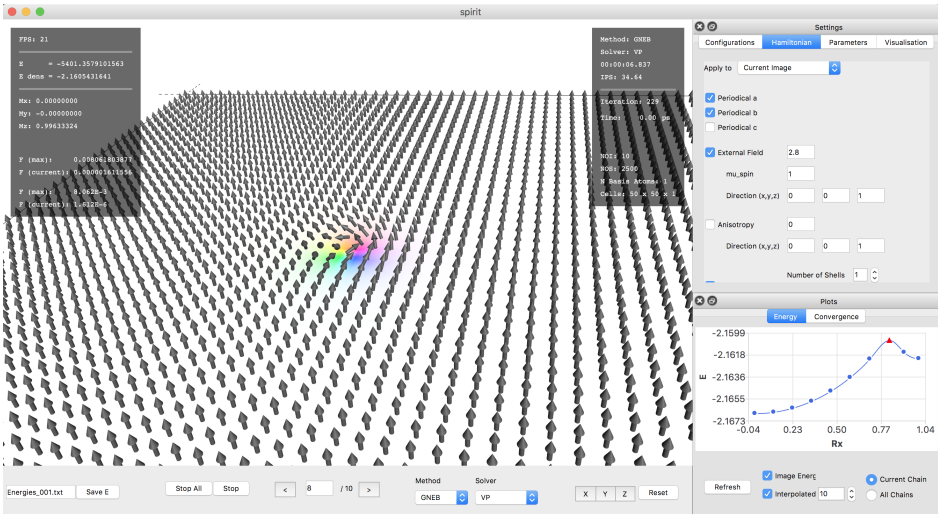 spirit
FPS: 21
E = -5401.3579101563
E dens = -2.1605431641
Mx: 0.00000000
My: -0.00000000
Mz: 0.99633324
F (max): 0.008061803877
F (current): 0.000001611556
F (max): 8.062E-3
F (current): 1.612E-6
Method: GNEB
Solver: VP
00:00:06.837
IPS: 34.64
Iteration: 229
Time: 0.00 ps
NOI: 10
NOS: 2500
N Basis Atoms: 1
Cells: 50 x 50 x 1
Settings
Configurations Hamiltonian Parameters Visualisation
Apply to Current Image
Periodical a
Periodical b
Periodical c
External Field 2.8
mu_spin 1
Direction (x,y,z) 0 0 1
Anisotropy 0
Direction (x,y,z) 0 0 1
Number of Shells 1
Plots
Energy Convergence
-2.1599
-2.1618
-2.1636
-2.1655
-2.1673
E
-0.04 0.23 0.50 0.77 1.04
Rx
Refresh
Image Energ
Interpolated 10
Current Chain
All Chains
Energies_001.txt Save E Stop All Stop < 8 / 10 >
Method Solver
GNEB VP
X Y Z Reset